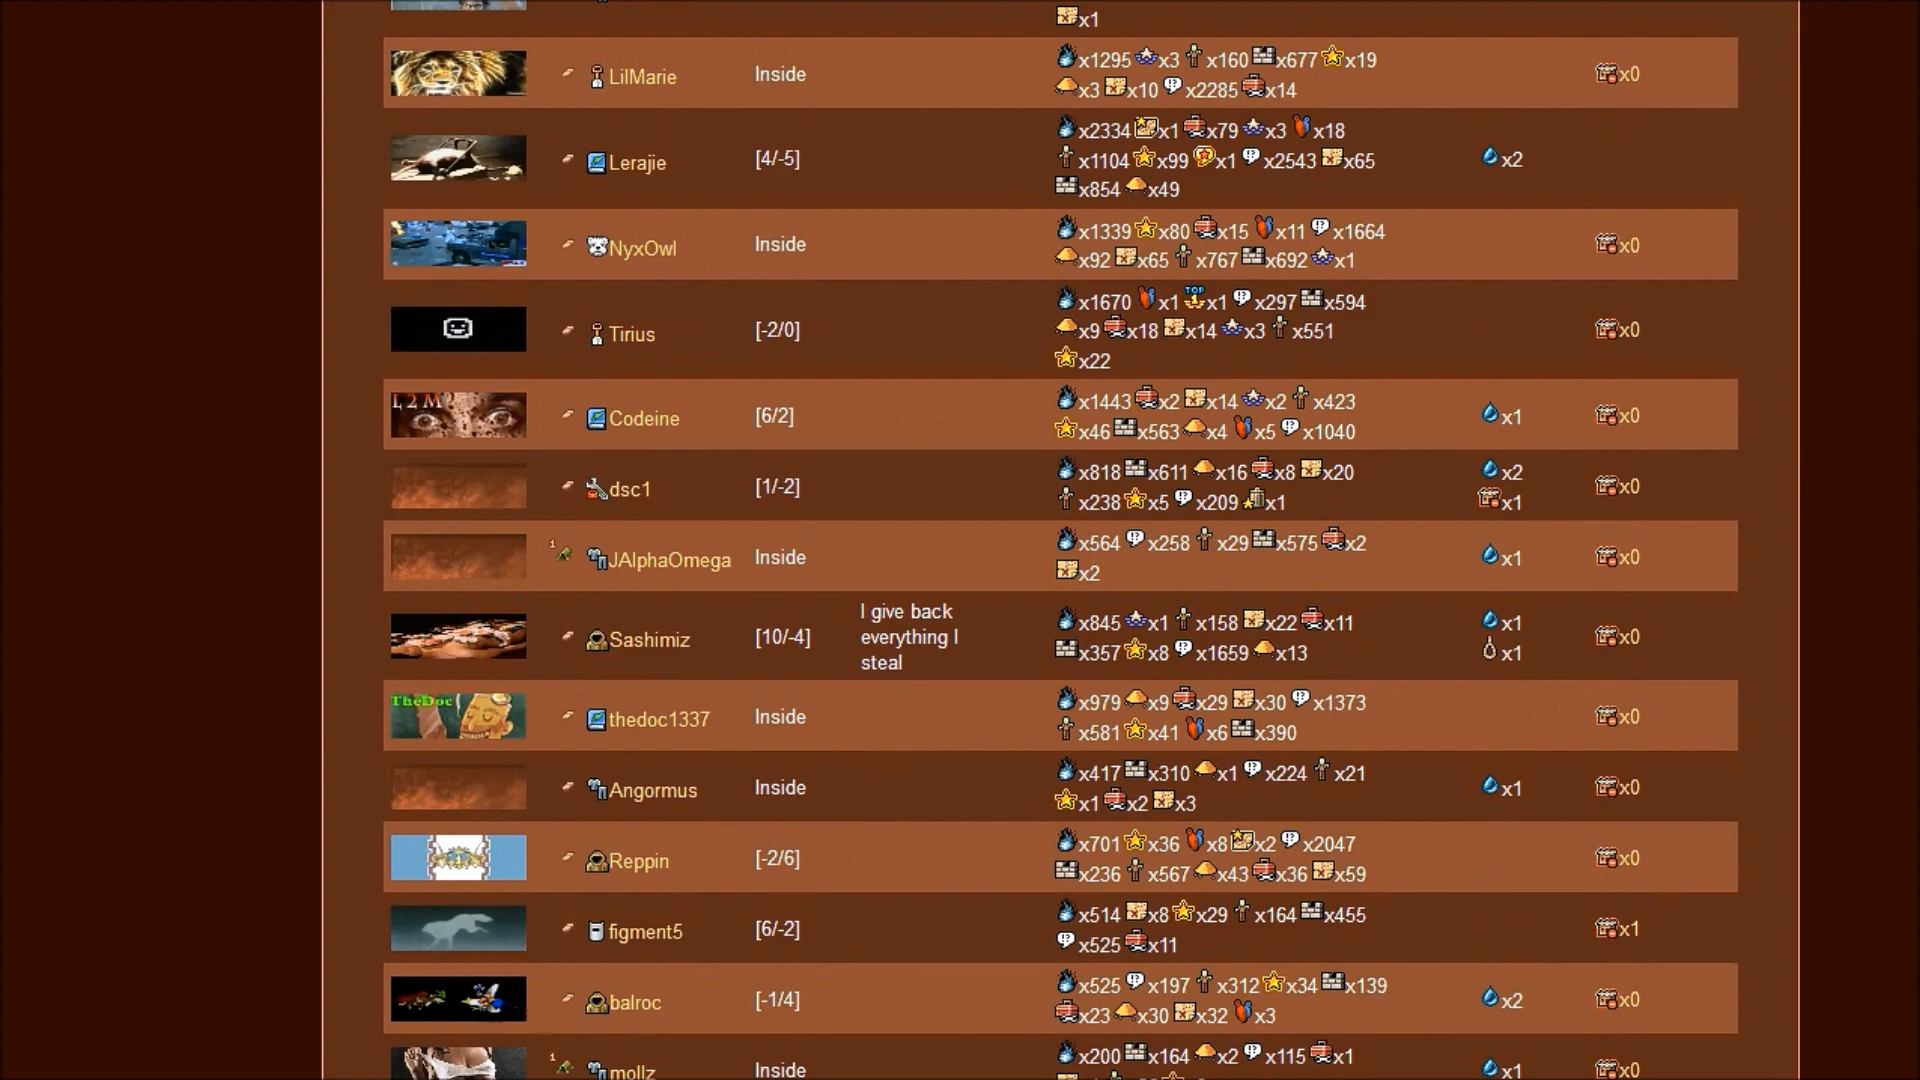 x1
LilMarie Inside x1295 x3 x160 x677 x19 x0
x3 x10 x2285 x14
Lerajie [4/-5] x2334 x1 x79 x3 x18 x2
x1104 x99 x1 x2543 x65
x854 x49
NyxOwl Inside x1339 x80 x15 x11 x1664 x0
x92 x65 x767 x692 x1
Tirius [-2/0] x1670 x1 TOP 1 x1 x297 x594 x0
x9 x18 x14 x3 x551
x22
L 2 M Codeine [6/2] x1443 x2 x14 x2 x423 x1 x0
x46 x563 x4 x5 x1040
dsc1 [1/-2] x818 x611 x16 x8 x20 x2 x0
x238 x5 x209 x1 x1
1 JAlphaOmega Inside x564 x258 x29 x575 x2 x1 x0
x2
Sashimiz [10/-4] I give back x845 x1 x158 x22 x11 x1 x0
everything I x357 x8 x1659 x13 x1
steal
TheDoc thedoc1337 Inside x979 x9 x29 x30 x1373 x0
x581 x41 x6 x390
Angormus Inside x417 x310 x1 x224 x21 x1 x0
x1 x2 x3
Reppin [-2/6] x701 x36 x8 x2 x2047 x0
x236 x567 x43 x36 x59
figment5 [6/-2] x514 x8 x29 x164 x455 x1
x525 x11
balroc [-1/4] x525 x197 x312 x34 x139 x2 x0
x23 x30 x32 x3
1 mollz Inside x200 x164 x2 x115 x1 x1 x0